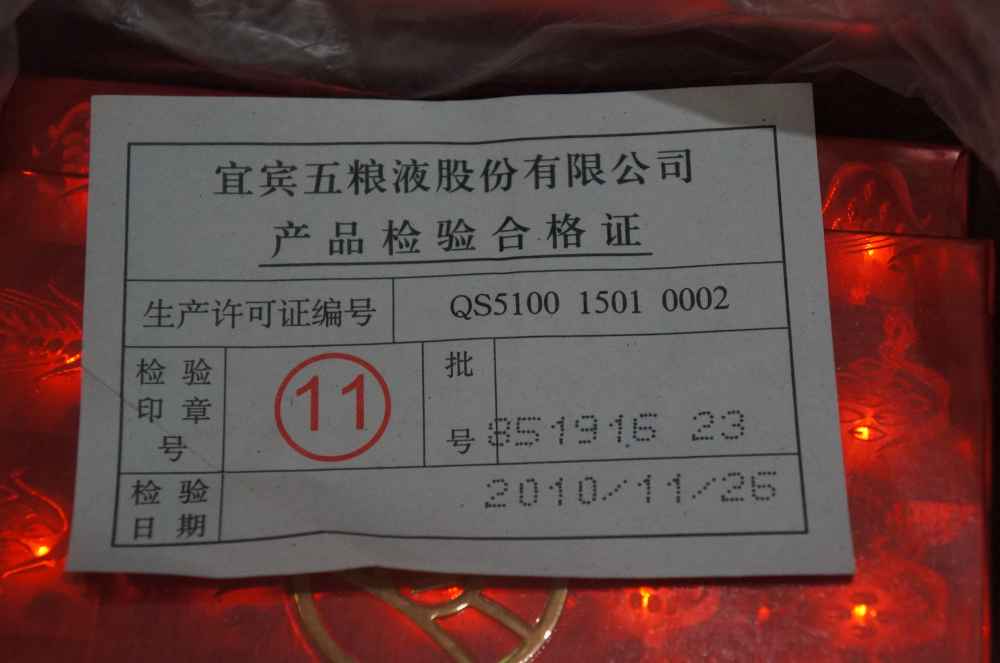 宜宾五粮液股份有限公司
产品检验合格证
生产许可证编号 QS5100 1501 0002
检验印章号 11 批号 851916 23
检验日期 2010/11/25